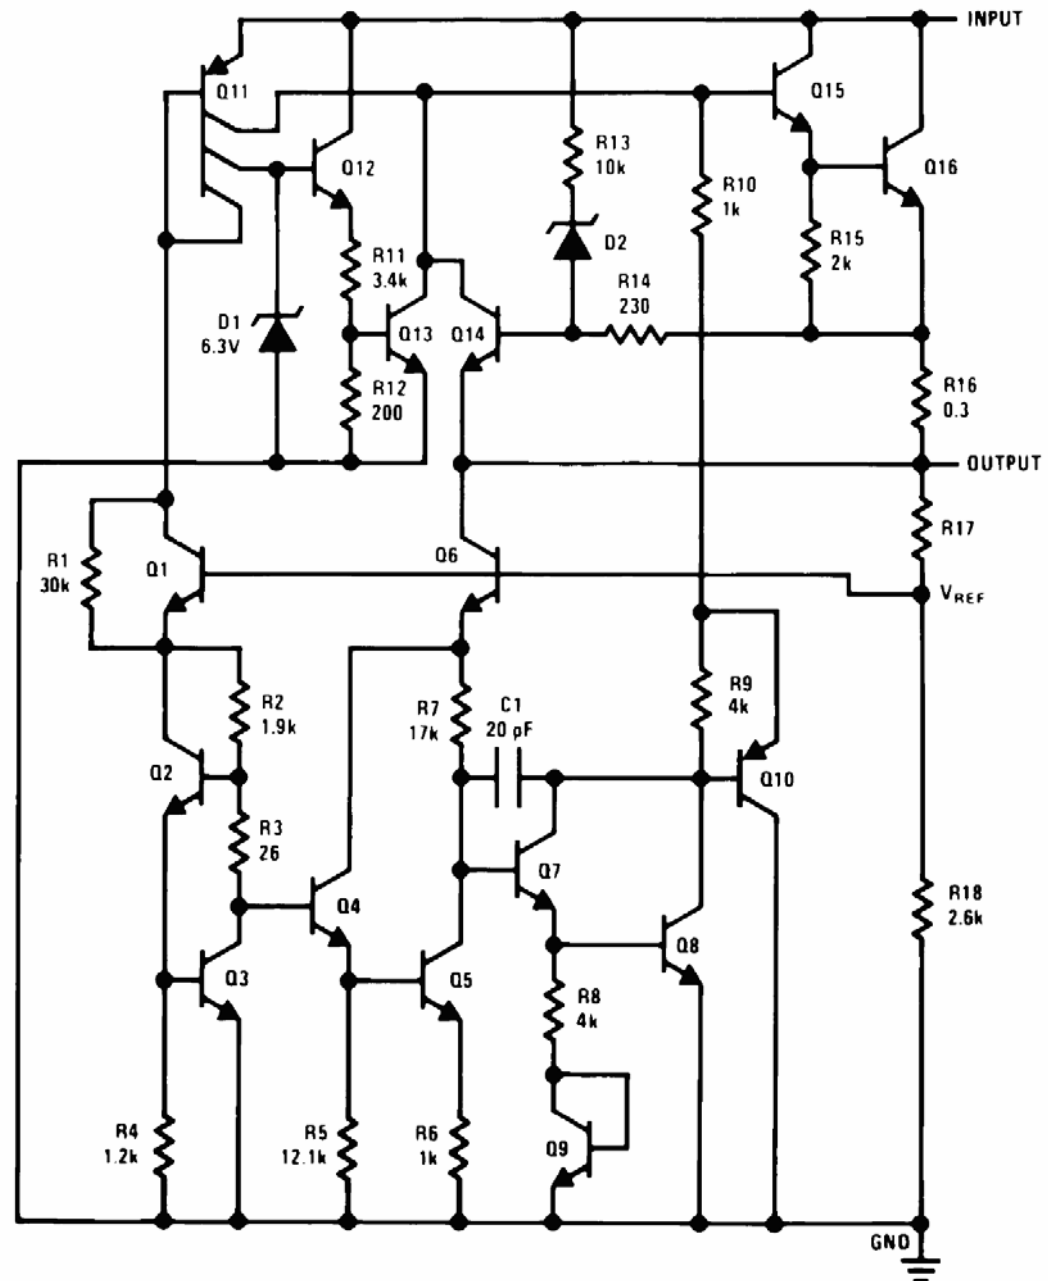 INPUT
Q11
Q12
Q15
Q16
R13
10k
R10
1k
D2
R11
3.4k
R14
230
R15
2k
D1
6.3V
Q13
Q14
R12
200
R16
0.3
OUTPUT
R1
30k
Q1
Q6
R17
VREF
R2
1.9k
R7
17k
C1
20 pF
R9
4k
Q2
Q10
R3
26
Q7
Q4
R18
2.6k
Q3
Q5
Q8
R8
4k
R4
1.2k
R5
12.1k
R6
1k
Q9
GND